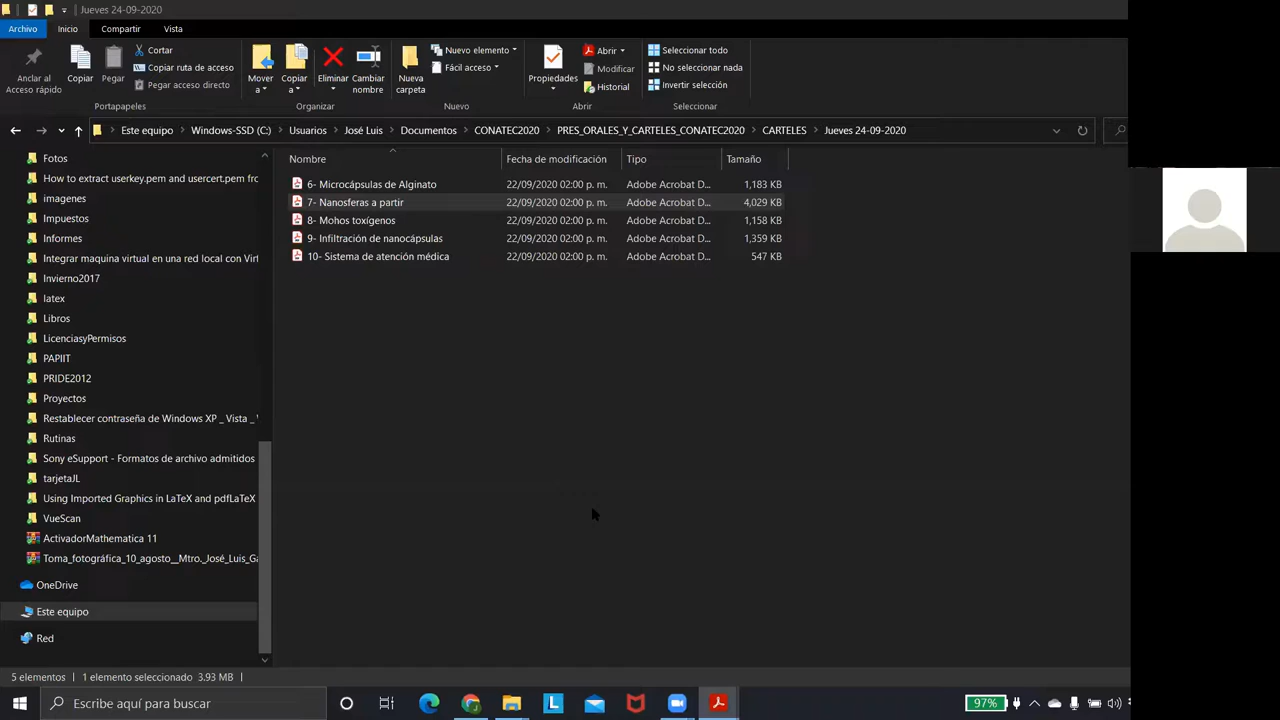 Jueves 24-09-2020
Archivo Inicio Compartir Vista
Anclar al Acceso rápido
Copiar
Pegar
Cortar
Copiar ruta de acceso
Pegar acceso directo
Portapapeles
Mover a
Copiar a
Eliminar
Cambiar nombre
Organizar
Nueva carpeta
Nuevo elemento
Fácil acceso
Nuevo
Propiedades
Abrir
Modificar
Historial
Abrir
Seleccionar todo
No seleccionar nada
Invertir selección
Seleccionar
Este equipo > Windows-SSD (C:) > Usuarios > José Luis > Documentos > CONATEC2020 > PRES_ORALES_Y_CARTELES_CONATEC2020 > CARTELES > Jueves 24-09-2020
Fotos
How to extract userkey.pem and usercert.pem fro
imagenes
Impuestos
Informes
Integrar maquina virtual en una red local con Virt
Invierno2017
latex
Libros
LicenciasyPermisos
PAPIIT
PRIDE2012
Proyectos
Restablecer contraseña de Windows XP _ Vista _
Rutinas
Sony eSupport - Formatos de archivo admitidos
tarjetaJL
Using Imported Graphics in LaTeX and pdfLaTeX
VueScan
ActivadorMathematica 11
Toma_fotográfica_10_agosto__Mtro._José_Luis_Ga
OneDrive
Este equipo
Red
Nombre Fecha de modificación Tipo Tamaño
6- Microcápsulas de Alginato 22/09/2020 02:00 p. m. Adobe Acrobat D... 1,183 KB
7- Nanosferas a partir 22/09/2020 02:00 p. m. Adobe Acrobat D... 4,029 KB
8- Mohos toxígenos 22/09/2020 02:00 p. m. Adobe Acrobat D... 1,158 KB
9- Infiltración de nanocápsulas 22/09/2020 02:00 p. m. Adobe Acrobat D... 1,359 KB
10- Sistema de atención médica 22/09/2020 02:00 p. m. Adobe Acrobat D... 547 KB
5 elementos 1 elemento seleccionado 3.93 MB
Escribe aquí para buscar
L
97%